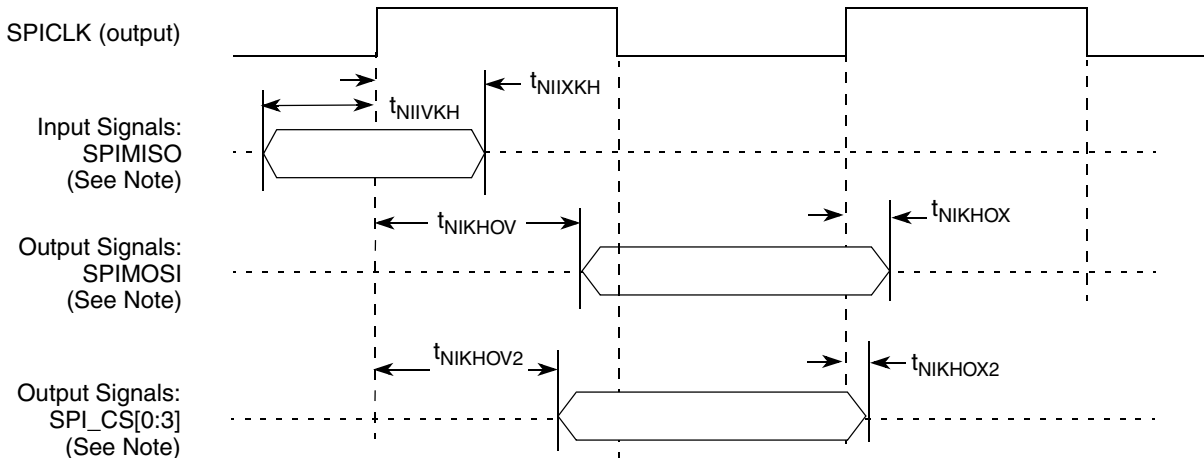 SPICLK (output)
tNIIXKH
tNIIVKH
Input Signals:
SPIMISO
(See Note)
tNIKHOV
tNIKHOX
Output Signals:
SPIMOSI
(See Note)
tNIKHOV2
tNIKHOX2
Output Signals:
SPI_CS[0:3]
(See Note)